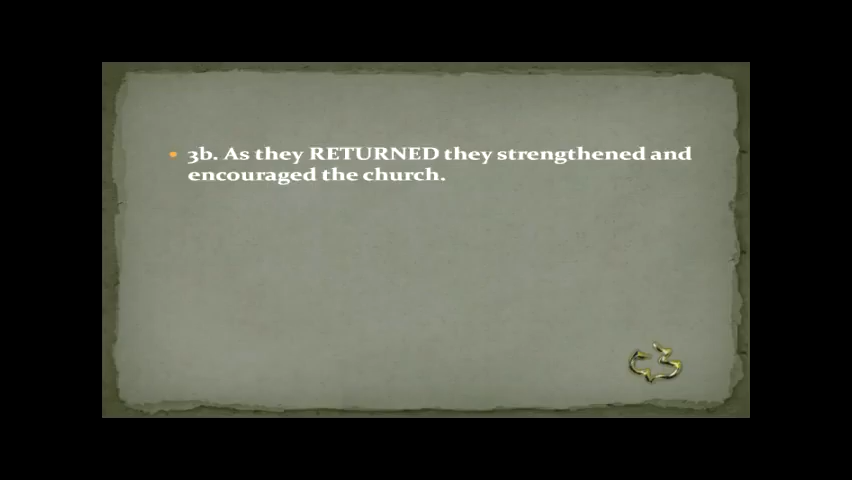 3b. As they RETURNED they strengthened and
encouraged the church.